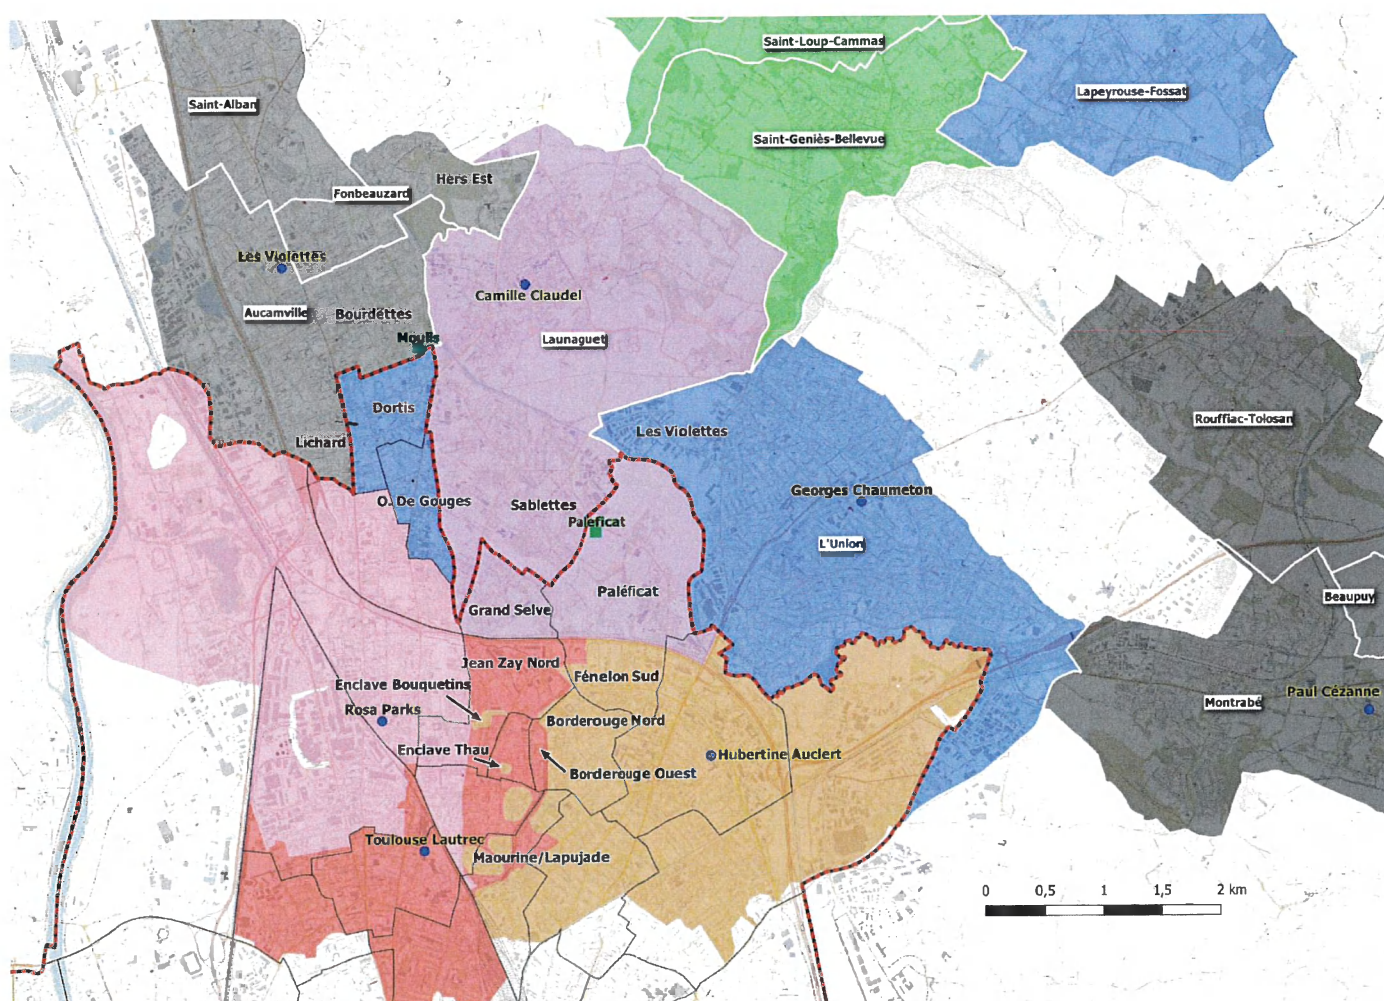 Saint-Loup-Cammas
Lapeyrouse-Fossat
Saint-Alban
Saint-Geniès-Bellevue
Hers Est
Fonbeauzard
Les Violettes
Camille Claudel
Aucamville
Bourdettes
Moulis
Launaguet
Dortis
Rouffiac-Tolosan
Les Violettes
Lichard
Georges Chaumeton
O. De Gouges
Sablettes
Paleficat
L'Union
Paléficat
Beaupuy
Grand Selve
Jean Zay Nord
Fénelon Sud
Enclave Bouquetins
Paul Cézanne
Rosa Parks
Montrabé
Borderouge Nord
Enclave Thau
Hubertine Auclert
Borderouge Ouest
Toulouse Lautrec
Maourine/Lapujade
0 0,5 1 1,5 2 km